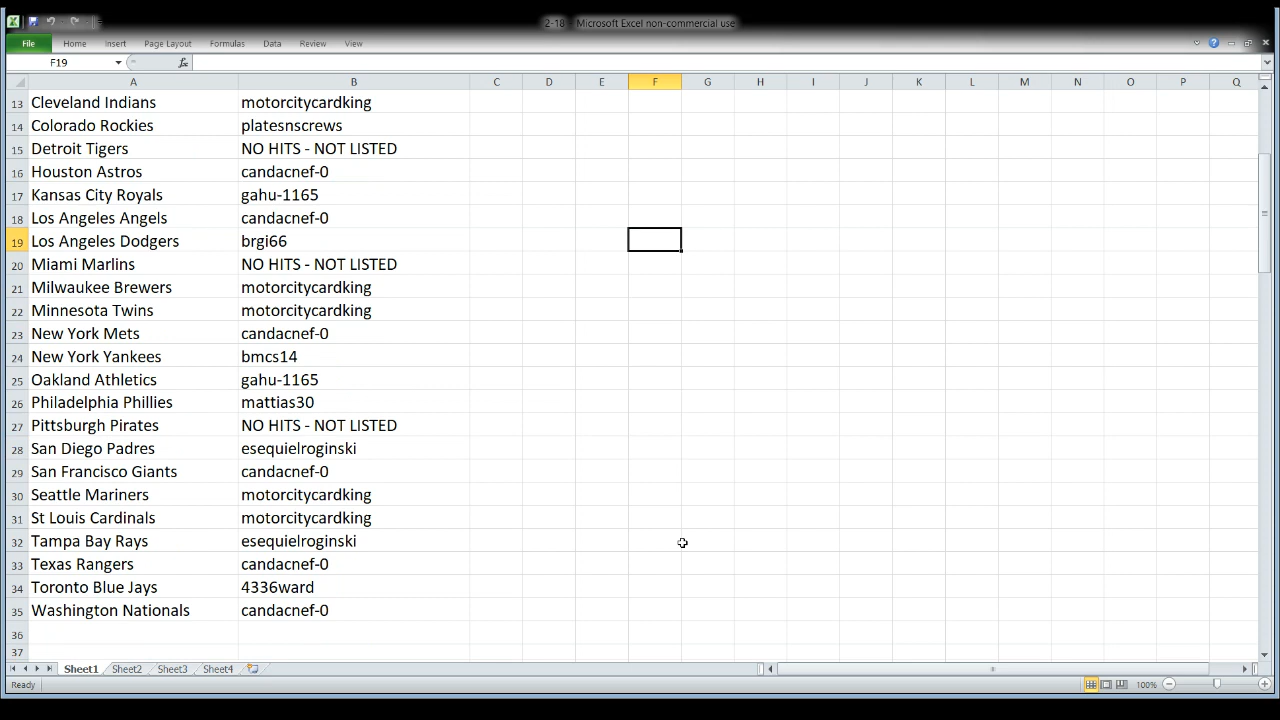 2-18 - Microsoft Excel non-commercial use
File Home Insert Page Layout Formulas Data Review View
F19 fx
A B C D E F G H I J K L M N O P Q
13 Cleveland Indians motorcitycardking
14 Colorado Rockies platesnscrews
15 Detroit Tigers NO HITS - NOT LISTED
16 Houston Astros candacnef-0
17 Kansas City Royals gahu-1165
18 Los Angeles Angels candacnef-0
19 Los Angeles Dodgers brgi66
20 Miami Marlins NO HITS - NOT LISTED
21 Milwaukee Brewers motorcitycardking
22 Minnesota Twins motorcitycardking
23 New York Mets candacnef-0
24 New York Yankees bmcs14
25 Oakland Athletics gahu-1165
26 Philadelphia Phillies mattias30
27 Pittsburgh Pirates NO HITS - NOT LISTED
28 San Diego Padres esequielroginski
29 San Francisco Giants candacnef-0
30 Seattle Mariners motorcitycardking
31 St Louis Cardinals motorcitycardking
32 Tampa Bay Rays esequielroginski
33 Texas Rangers candacnef-0
34 Toronto Blue Jays 4336ward
35 Washington Nationals candacnef-0
36
37
Sheet1 Sheet2 Sheet3 Sheet4
Ready 100%